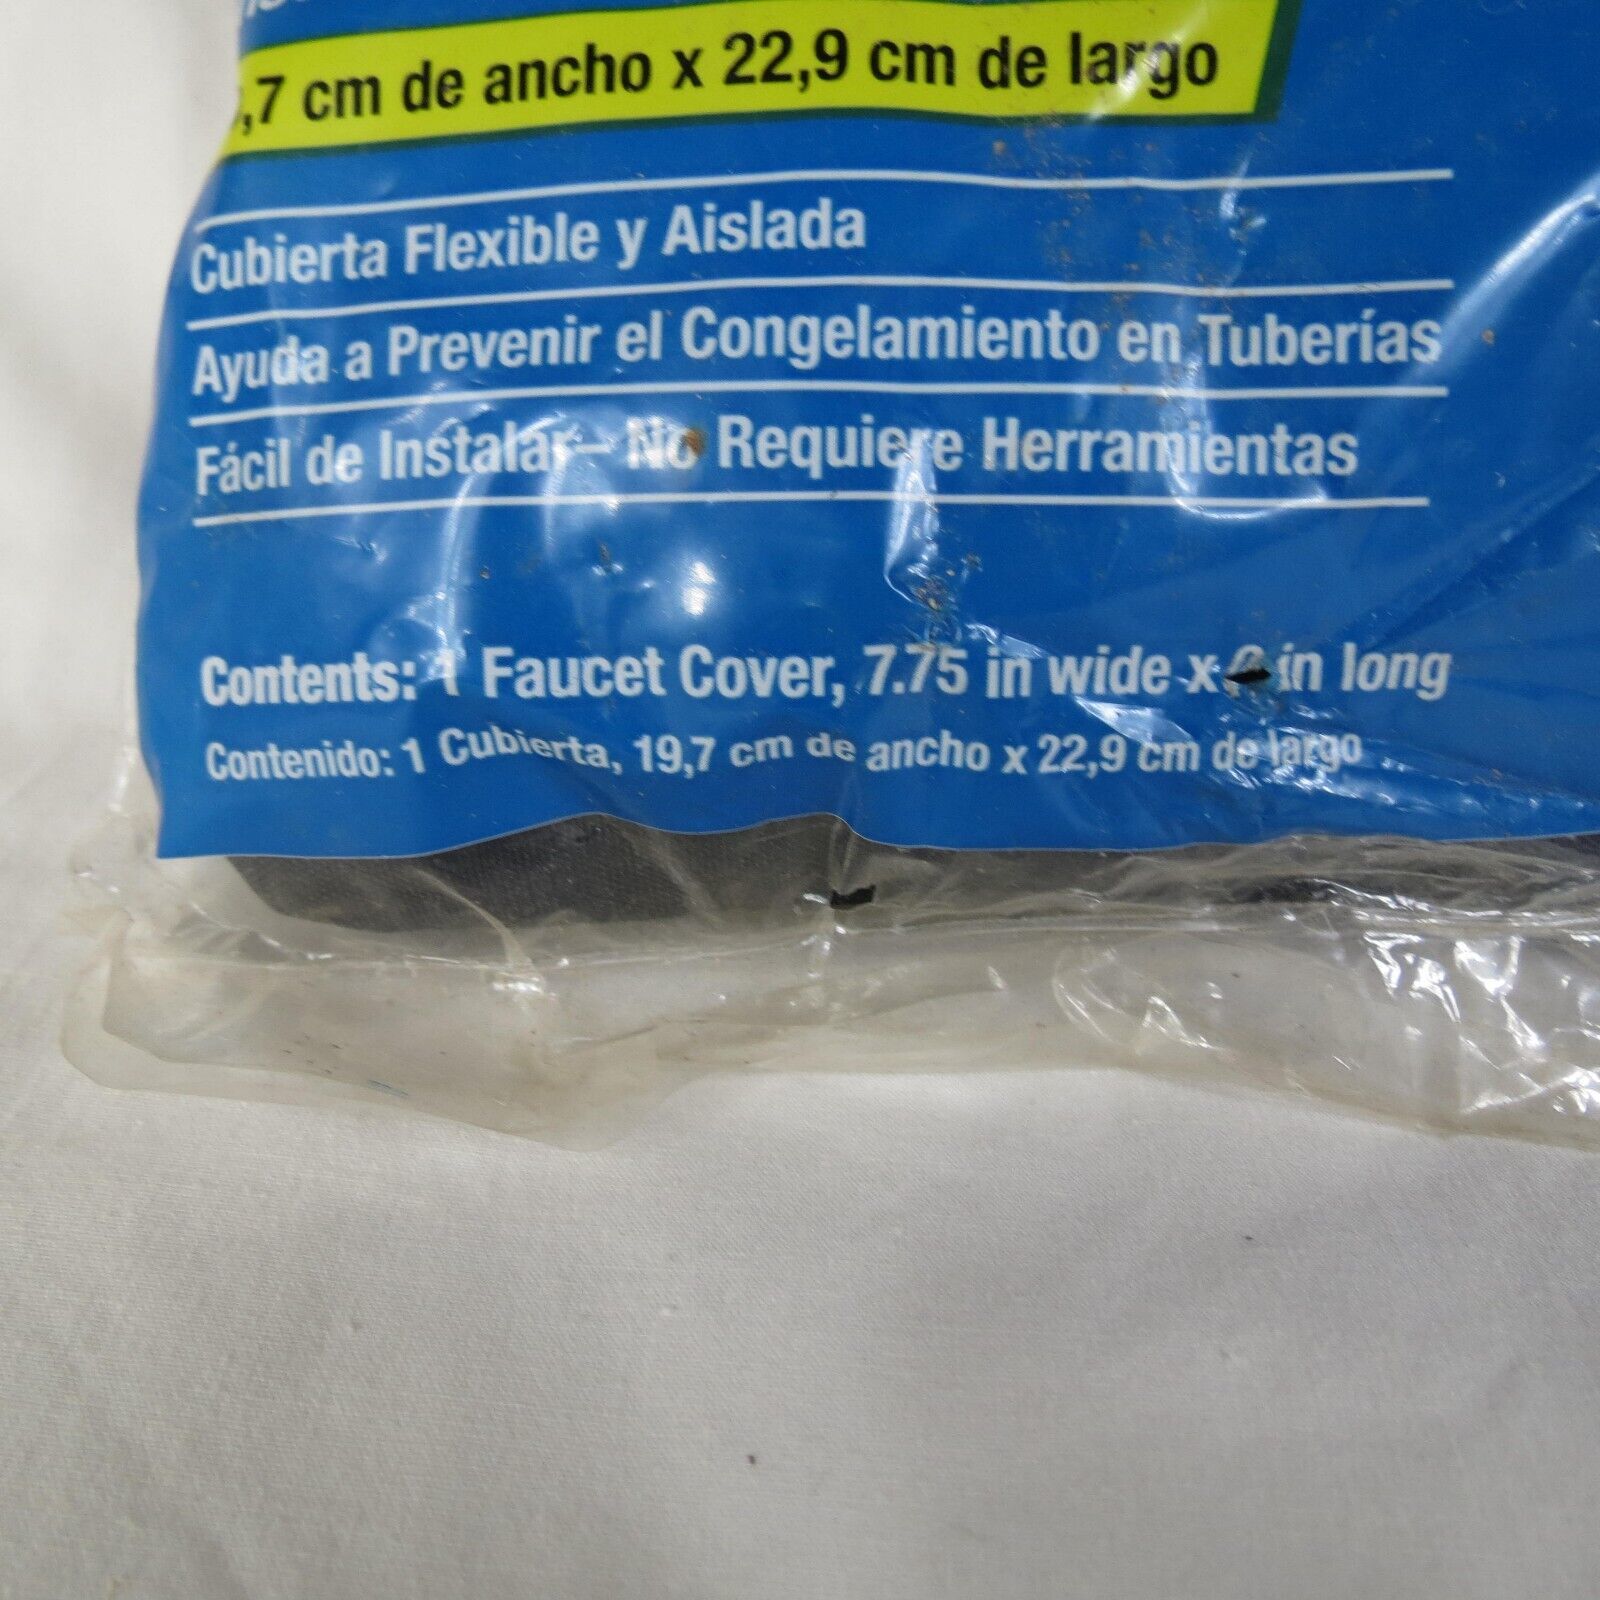 ,7 cm de ancho x 22,9 cm de largo
Cubierta Flexible y Aislada
Ayuda a Prevenir el Congelamiento en Tuberías
Fácil de Instalar– No Requiere Herramientas
Contents: 1 Faucet Cover, 7.75 in wide x in long
Contenido: 1 Cubierta, 19,7 cm de ancho x 22,9 cm de largo